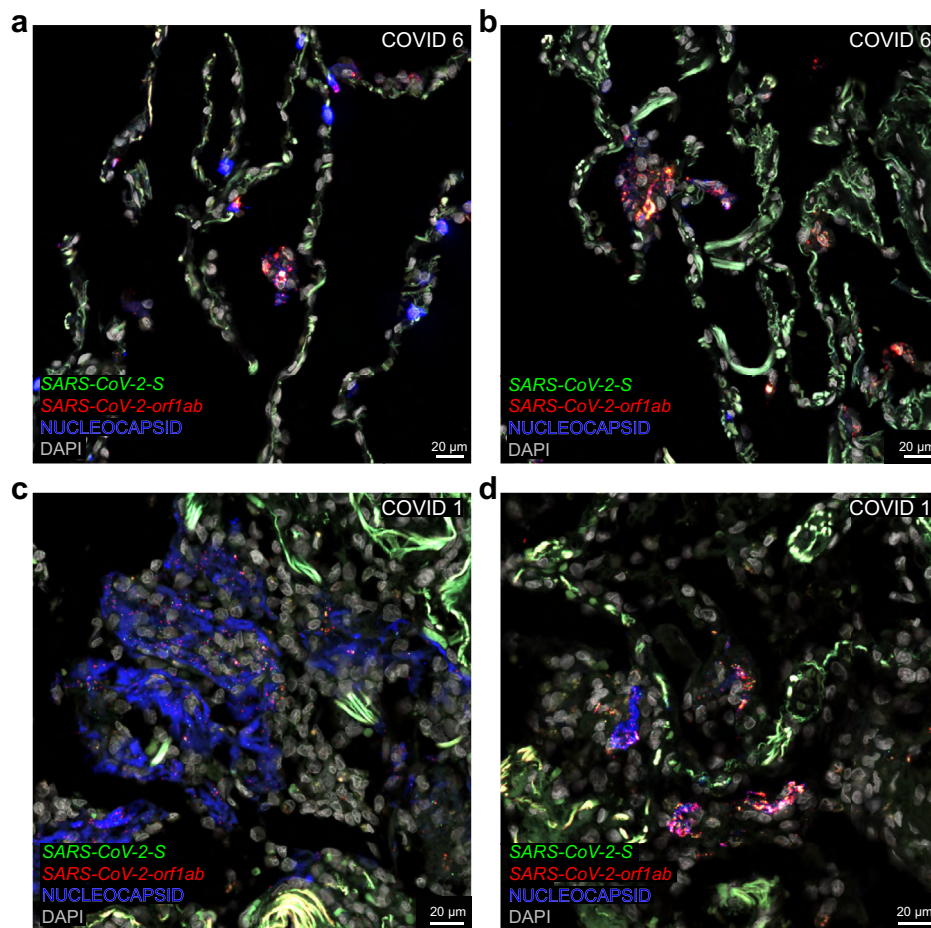 a
COVID 6
SARS-CoV-2-S
SARS-CoV-2-orf1ab
NUCLEOCAPSID
DAPI
20 µm
b
COVID 6
SARS-CoV-2-S
SARS-CoV-2-orf1ab
NUCLEOCAPSID
DAPI
20 µm
c
COVID 1
SARS-CoV-2-S
SARS-CoV-2-orf1ab
NUCLEOCAPSID
DAPI
20 µm
d
COVID 1
SARS-CoV-2-S
SARS-CoV-2-orf1ab
NUCLEOCAPSID
DAPI
20 µm